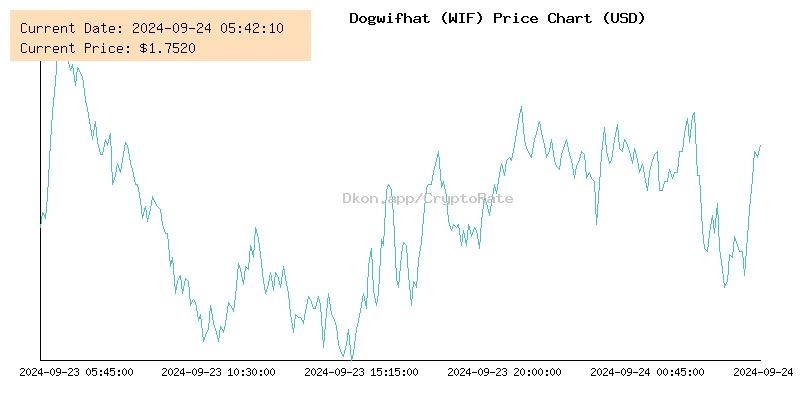 Dogwifhat (WIF) Price Chart (USD)
Current Date: 2024-09-24 05:42:10
Current Price: $1.7520
Dkon.app/CryptoRate
2024-09-23 05:45:00 2024-09-23 10:30:00 2024-09-23 15:15:00 2024-09-23 20:00:00 2024-09-24 00:45:00 2024-09-24